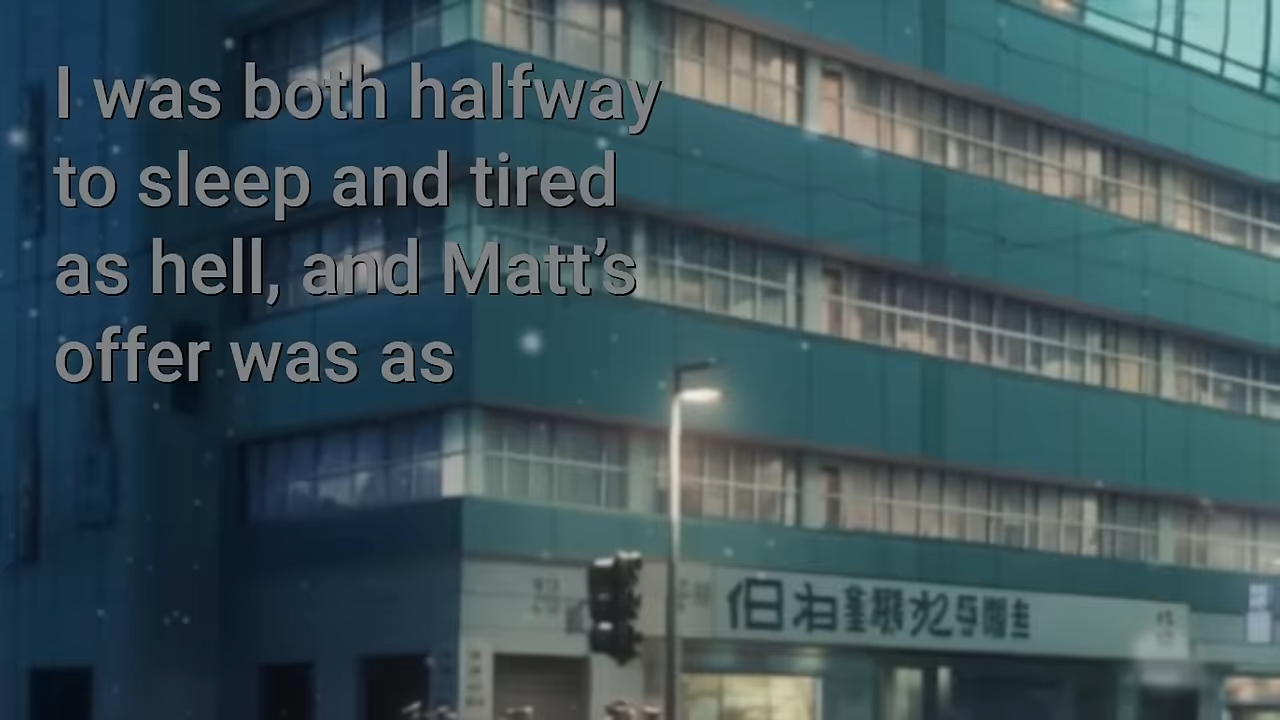 I was both halfway
to sleep and tired
as hell, and Matt’s
offer was as